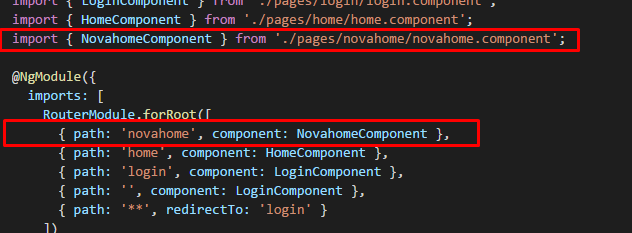 import { LoginComponent } from './pages/login/login.component';
import { HomeComponent } from './pages/home/home.component';
import { NovahomeComponent } from './pages/novahome/novahome.component';
@NgModule({
imports: [
RouterModule.forRoot([
{ path: 'novahome', component: NovahomeComponent },
{ path: 'home', component: HomeComponent },
{ path: 'login', component: LoginComponent },
{ path: '', component: LoginComponent },
{ path: '**', redirectTo: 'login' }
])